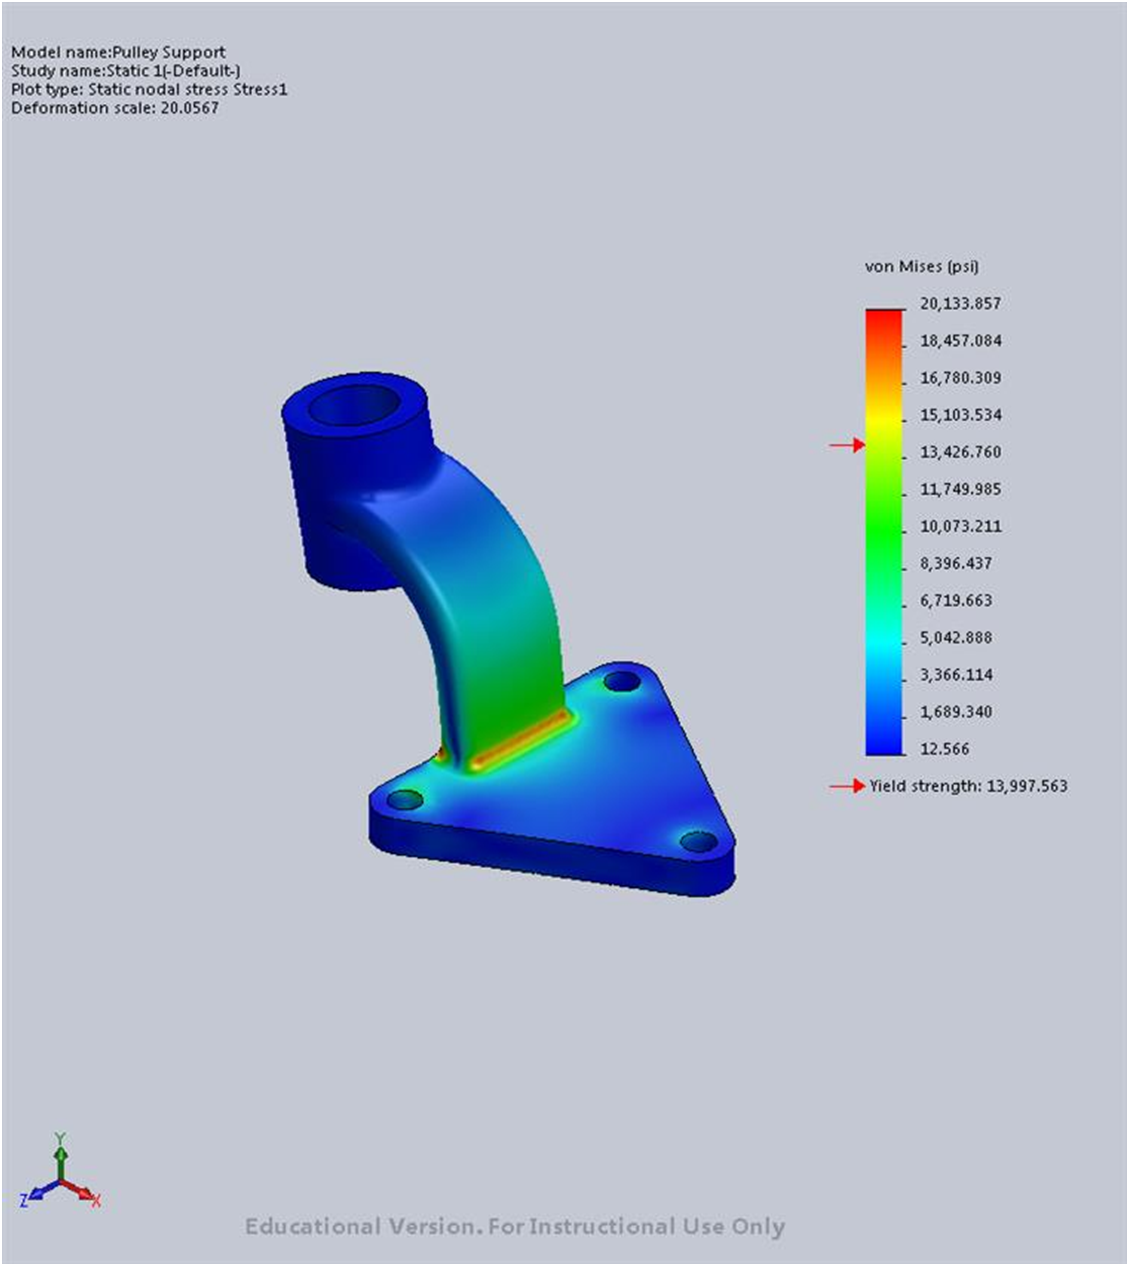 Model name:Pulley Support
Study name:Static 1(-Default-)
Plot type: Static nodal stress Stress1
Deformation scale: 20.0567
von Mises (psi)
20,133.857
18,457.084
16,780.309
15,103.534
13,426.760
11,749.985
10,073.211
8,396.437
6,719.663
5,042.888
3,366.114
1,689.340
12.566
Yield strength: 13,997.563
Y
Z
X
Educational Version. For Instructional Use Only